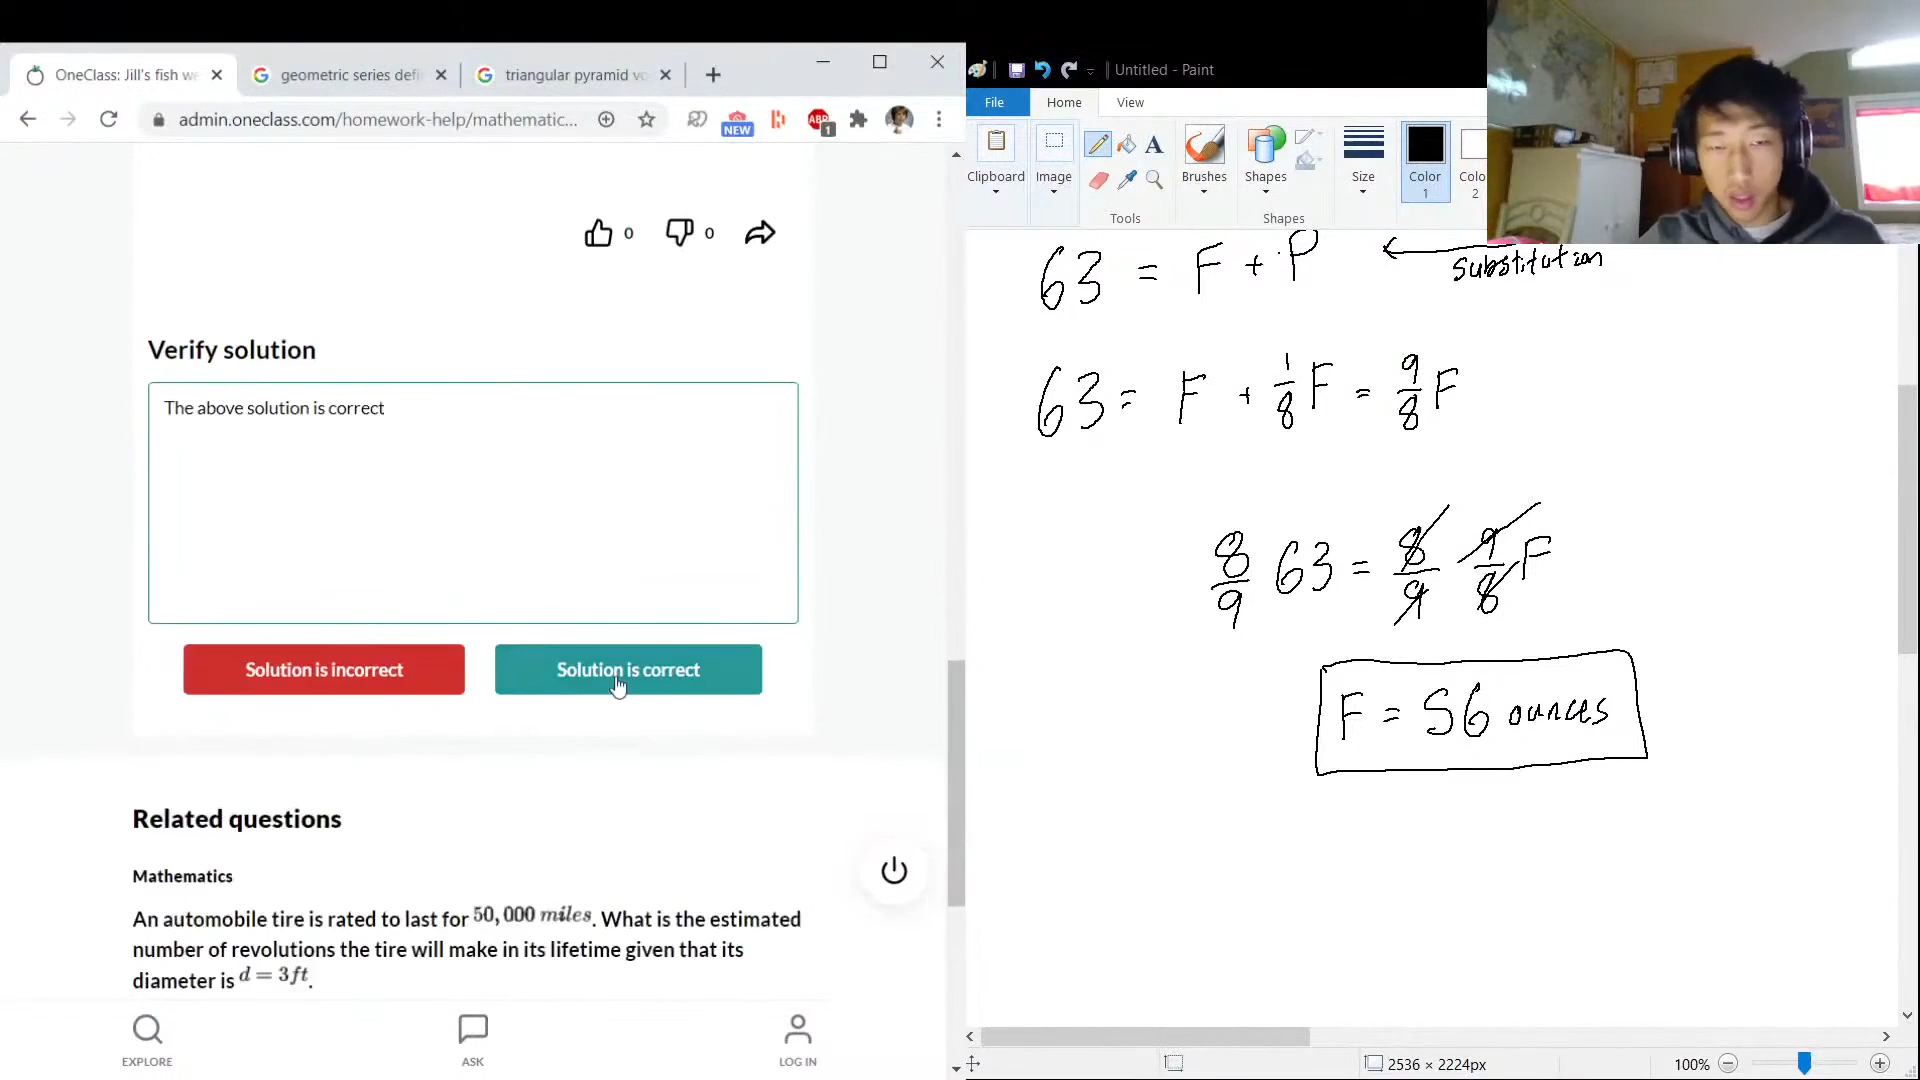 OneClass: Jill's fish we
geometric series defi
triangular pyramid vo
admin.oneclass.com/homework-help/mathematic...
NEW
ABP
1
0
0
Verify solution
The above solution is correct
Solution is incorrect
Solution is correct
Related questions
Mathematics
An automobile tire is rated to last for 50,000 miles. What is the estimated
number of revolutions the tire will make in its lifetime given that its
diameter is d = 3ft.
EXPLORE
ASK
LOG IN
Untitled - Paint
File
Home
View
Clipboard
Image
A
Tools
Brushes
Shapes
Shapes
Size
Color
1
Colo
2
63 = F + P
substitution
63 = F + 1/8 F = 9/8 F
8/9 63 = 8/9 9/8 F
F = 56 ounces
2536 × 2224px
100%